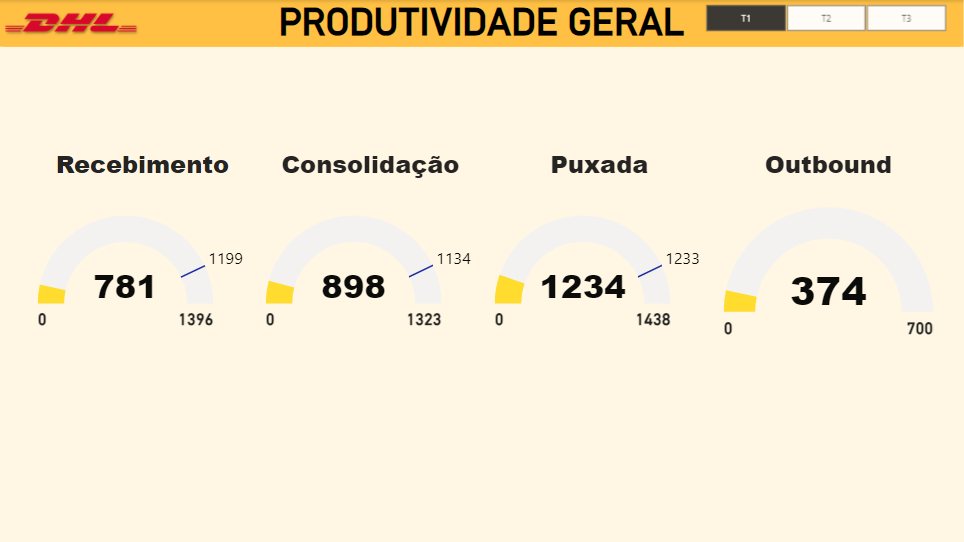 DHL PRODUTIVIDADE GERAL T1 T2 T3
Recebimento Consolidação Puxada Outbound
1199 1134 1233
781 898 1234 374
0 1396 0 1323 0 1438 0 700